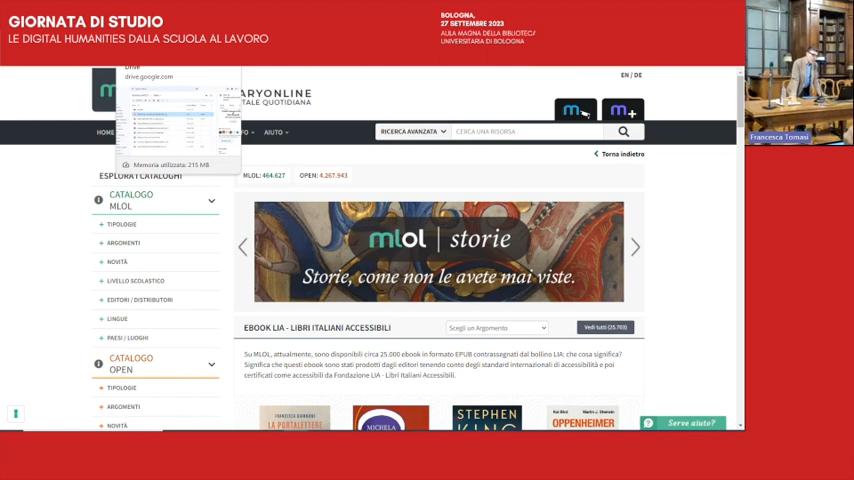 GIORNATA DI STUDIO
LE DIGITAL HUMANITIES DALLA SCUOLA AL LAVORO
BOLOGNA,
27 SETTEMBRE 2023
AULA MAGNA DELLA BIBLIOTECA
UNIVERSITARIA DI BOLOGNA
Francesca Tomasi
Drive
drive.google.com
Memoria utilizzata: 215 MB
EN / DE
ARYONLINE
TALE QUOTIDIANA
m
m+
HOME
AIUTO
RICERCA AVANZATA
CERCA UNA RISORSA
Torna indietro
ESPLORA I CATALOGHI
MLOL: 464.627
OPEN: 4.267.943
CATALOGO
MLOL
+ TIPOLOGIE
+ ARGOMENTI
+ NOVITÀ
+ LIVELLO SCOLASTICO
+ EDITORI / DISTRIBUTORI
+ LINGUE
+ PAESI / LUOGHI
CATALOGO
OPEN
+ TIPOLOGIE
+ ARGOMENTI
+ NOVITÀ
mlol | storie
Storie, come non le avete mai viste.
EBOOK LIA - LIBRI ITALIANI ACCESSIBILI
Scegli un Argomento
Vedi tutti (25.703)
Su MLOL, attualmente, sono disponibili circa 25.000 ebook in formato EPUB contrassegnati dal bollino LIA: che cosa significa?
Significa che questi ebook sono stati prodotti dagli editori tenendo conto degli standard internazionali di accessibilità e poi
certificati come accessibili da Fondazione LIA - Libri Italiani Accessibili.
FRANCESCA GIANNONE
LA PORTALETTERE
MICHELA
STEPHEN
KING
Kai Bird Martin J. Sherwin
OPPENHEIMER
Serve aiuto?